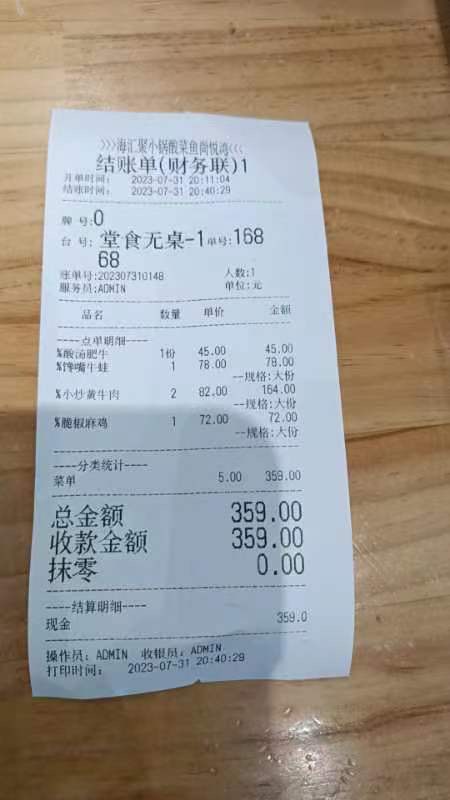 >>>海汇聚小锅酸菜鱼尚悦湾<<<
结账单(财务联)1
开单时间: 2023-07-31 20:11:04
结账时间: 2023-07-31 20:40:29
牌号:0
台号: 堂食无桌-1 单号:168
68
账单号:202307310148 人数:1
服务员:ADMIN 单位:元
品名 数量 单价 金额
----点单明细----
%酸汤肥牛 1份 45.00 45.00
%馋嘴牛蛙 1 78.00 78.00
--规格:大份
%小炒黄牛肉 2 82.00 164.00
--规格:大份
%脆椒麻鸡 1 72.00 72.00
--规格:大份
----分类统计----
菜单 5.00 359.00
总金额 359.00
收款金额 359.00
抹零 0.00
----结算明细----
现金 359.0
操作员: ADMIN 收银员: ADMIN
打印时间: 2023-07-31 20:40:29